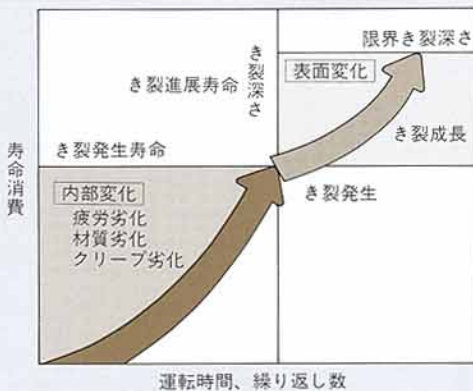 限界き裂深さ
き裂深さ
き裂進展寿命
表面変化
き裂成長
き裂発生寿命
寿命消費
内部変化
疲労劣化
材質劣化
クリープ劣化
き裂発生
運転時間、繰り返し数